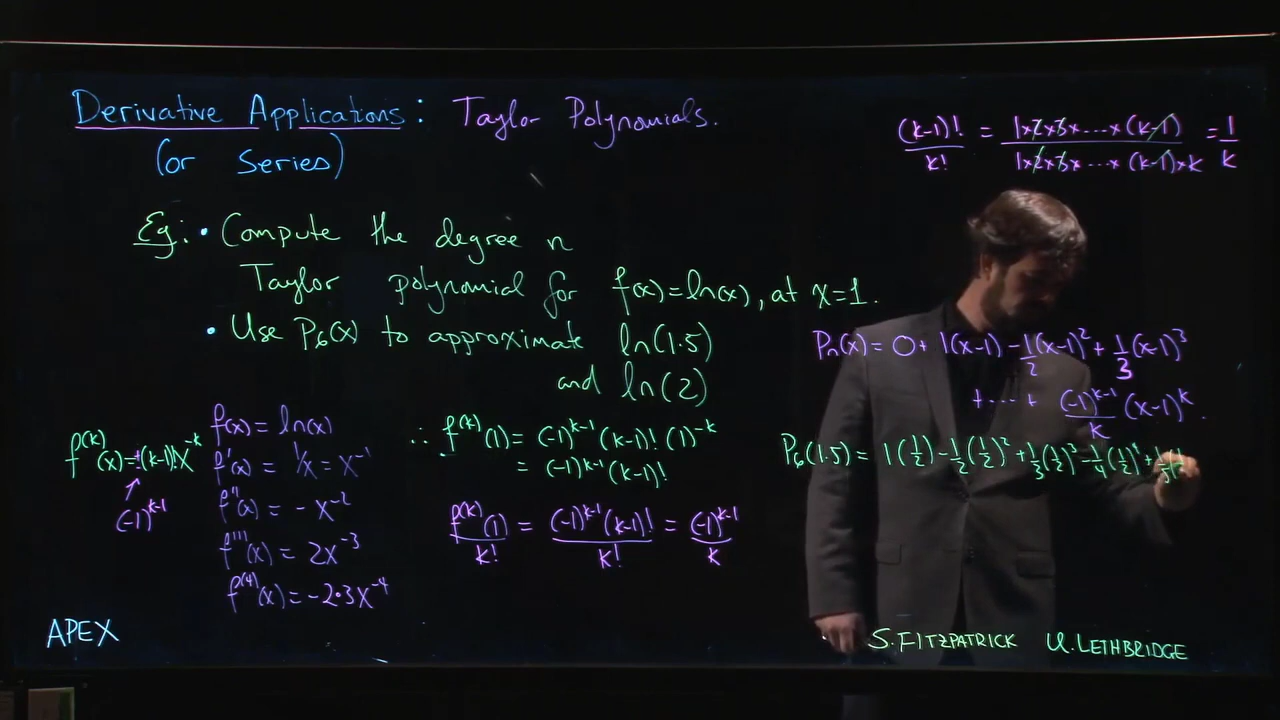 Derivative Applications: Taylor Polynomials.
(or Series)
(k-1)!/k! = 1×2×3×...×(k-1)/1×2×3×...×(k-1)×k = 1/k
Eg: • Compute the degree n
Taylor polynomial for f(x)=ln(x), at x=1.
• Use P₆(x) to approximate ln(1.5)
and ln(2)
f⁽ᵏ⁾(x)=±(k-1)!x⁻ᵏ
↑
(-1)ᵏ⁻¹
f(x)=ln(x)
f'(x)=1/x=x⁻¹
f''(x)=-x⁻²
f'''(x)=2x⁻³
f⁽⁴⁾(x)=-2·3x⁻⁴
∴ f⁽ᵏ⁾(1)=(-1)ᵏ⁻¹(k-1)!(1)⁻ᵏ
=(-1)ᵏ⁻¹(k-1)!
f⁽ᵏ⁾(1)/k! = (-1)ᵏ⁻¹(k-1)!/k! = (-1)ᵏ⁻¹/k
Pₙ(x)=0+1(x-1)-1/2(x-1)²+1/3(x-1)³
+...+ (-1)ᵏ⁻¹/k (x-1)ᵏ.
P₆(1.5)=1(1/2)-1/2(1/2)²+1/3(1/2)³-1/4(1/2)⁴+1/5
APEX
S.FITZPATRICK U.LETHBRIDGE